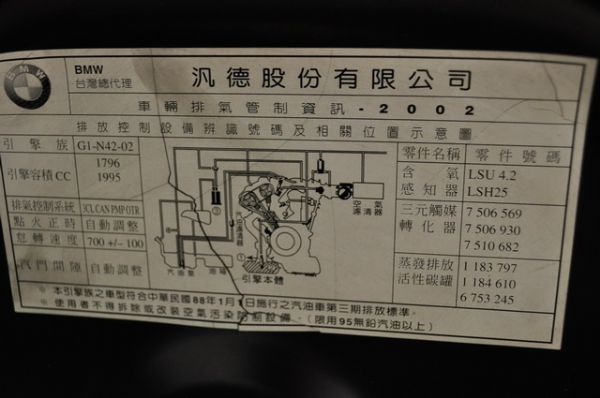 BMW
BMW
台灣總代理
汎德股份有限公司
車輛排氣管制資訊-2002
排放控制設備辨識號碼及相關位置示意圖
引擎族 G1-N42-02
引擎容積CC 1796 1995
排氣控制系統 3CL CAN PMP OTR
點火正時 自動調整
怠轉速度 700 +/- 100
汽門間隙 自動調整
汽油濾清器
汽油箱
引擎本體
空氣濾清器
零件名稱 零件號碼
含氧感知器 LSU 4.2 LSH25
三元觸媒轉化器 7 506 569 7 506 930 7 510 682
蒸發排放活性碳罐 1 183 797 1 184 610 6 753 245
*本引擎族之車型符合中華民國88年1月1日施行之汽油車第三期排放標準。
*使用者不得拆除或改裝空氣污染防制設備。(限用95無鉛汽油以上)